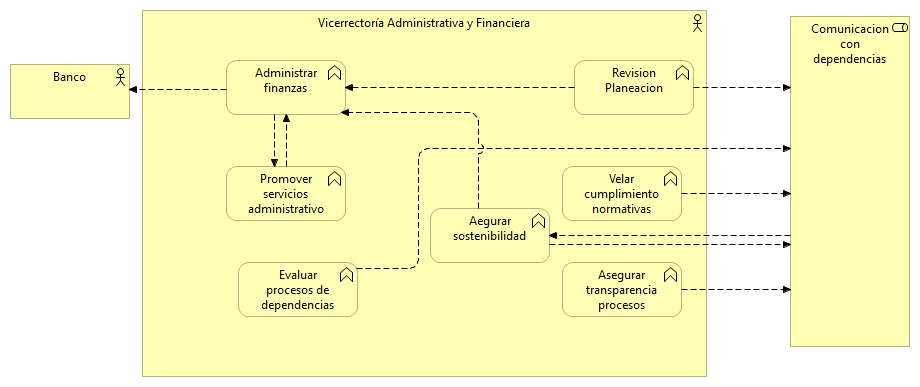 Vicerrectoría Administrativa y Financiera
Comunicacion
con
dependencias
Banco
Administrar
finanzas
Revision
Planeacion
Promover
servicios
administrativo
Velar
cumplimiento
normativas
Aegurar
sostenibilidad
Evaluar
procesos de
dependencias
Asegurar
transparencia
procesos